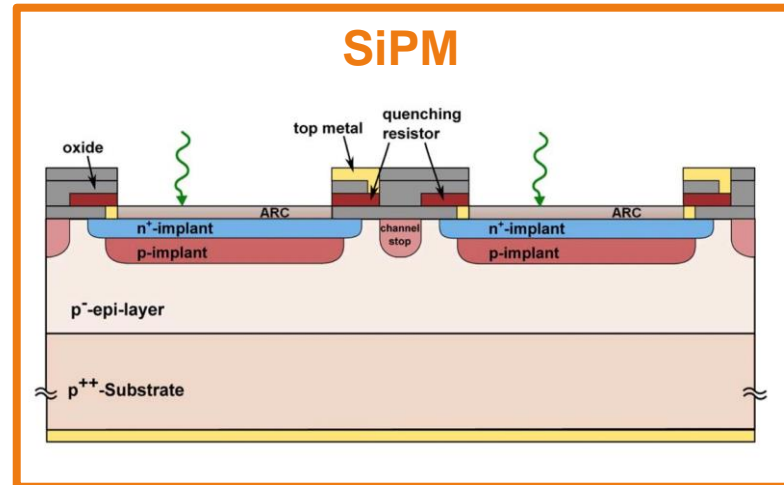 SiPM
quenching
resistor
top metal
oxide
ARC
ARC
n⁺-implant
channel
stop
n⁺-implant
p-implant
p-implant
p⁻-epi-layer
p⁺⁺-Substrate